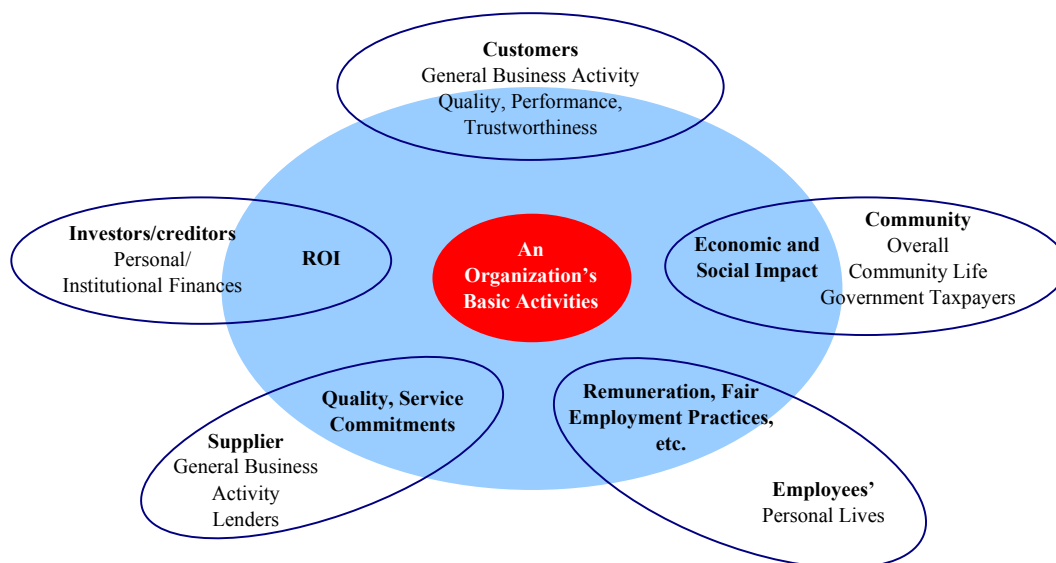 Customers
General Business Activity
Quality, Performance,
Trustworthiness
Investors/creditors
Personal/
Institutional Finances
ROI
An
Organization’s
Basic Activities
Economic and
Social Impact
Community
Overall
Community Life
Government Taxpayers
Quality, Service
Commitments
Supplier
General Business
Activity
Lenders
Remuneration, Fair
Employment Practices,
etc.
Employees’
Personal Lives